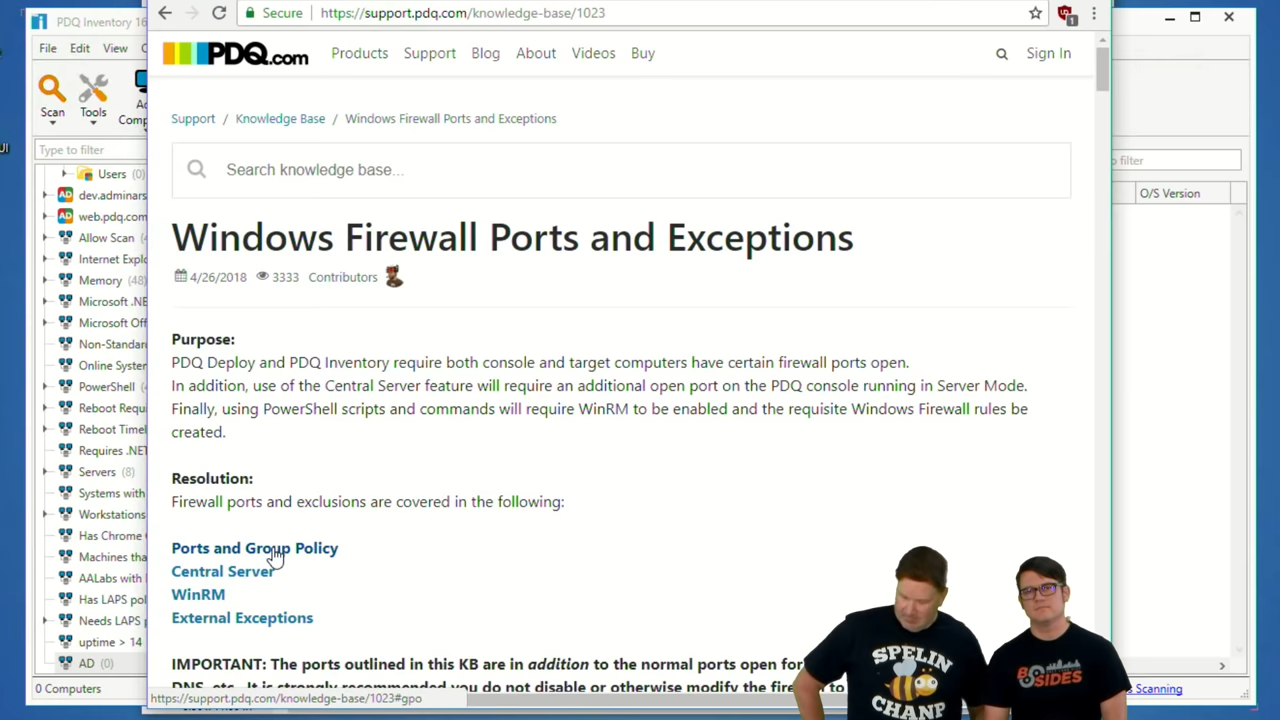 PDQ Inventory 16
File Edit View
Scan
Tools
Type to filter
Users (0)
dev.adminars
web.pdq.com
Allow Scan
Internet Explo
Memory (48)
Microsoft .NE
Microsoft Off
Non-Standar
Online System
PowerShell
Reboot Requ
Reboot Timel
Requires .NET
Servers (8)
Systems with
Workstations
Has Chrome
Machines tha
AALabs with
Has LAPS pol
Needs LAPS
uptime > 14
AD (0)
0 Computers
UI
Secure
https://support.pdq.com/knowledge-base/1023
1
PDQ.com
Products Support Blog About Videos Buy
Sign In
Support / Knowledge Base / Windows Firewall Ports and Exceptions
Search knowledge base...
Windows Firewall Ports and Exceptions
4/26/2018 3333 Contributors
Purpose:
PDQ Deploy and PDQ Inventory require both console and target computers have certain firewall ports open.
In addition, use of the Central Server feature will require an additional open port on the PDQ console running in Server Mode.
Finally, using PowerShell scripts and commands will require WinRM to be enabled and the requisite Windows Firewall rules be
created.
Resolution:
Firewall ports and exclusions are covered in the following:
Ports and Group Policy
Central Server
WinRM
External Exceptions
IMPORTANT: The ports outlined in this KB are in addition to the normal ports open for
https://support.pdq.com/knowledge-base/1023#gpo
filter
O/S Version
Scanning
SPELIN
CHANP
BSIDES